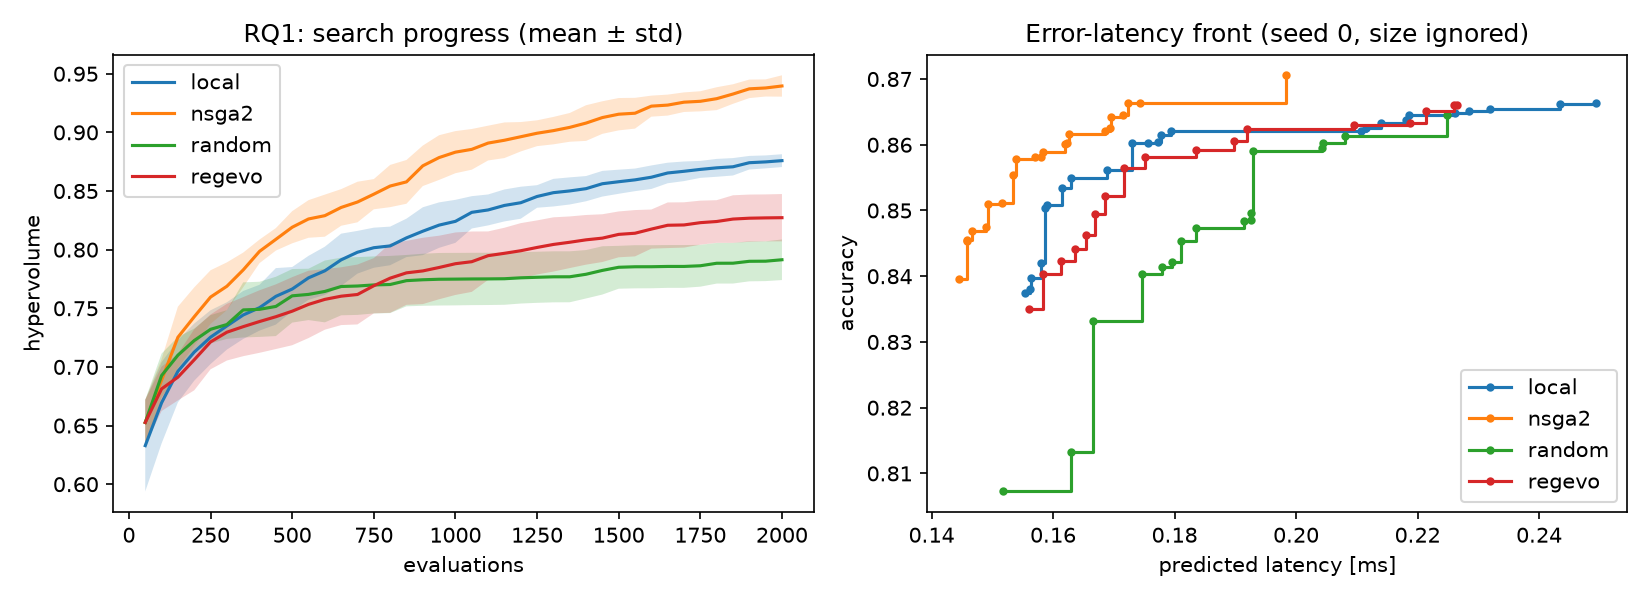 RQ1: search progress (mean ± std)
hypervolume
0.95
0.90
0.85
0.80
0.75
0.70
0.65
0.60
local
nsga2
random
regevo
0 250 500 750 1000 1250 1500 1750 2000
evaluations
Error-latency front (seed 0, size ignored)
accuracy
0.87
0.86
0.85
0.84
0.83
0.82
0.81
local
nsga2
random
regevo
0.14 0.16 0.18 0.20 0.22 0.24
predicted latency [ms]